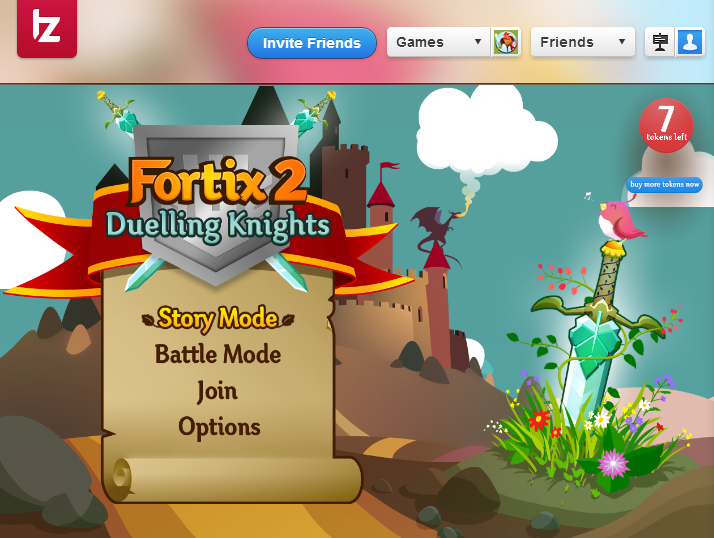 tz
Invite Friends
Games
Friends
7
tokens left
buy more tokens now
Fortix 2
Duelling Knights
Story Mode
Battle Mode
Join
Options